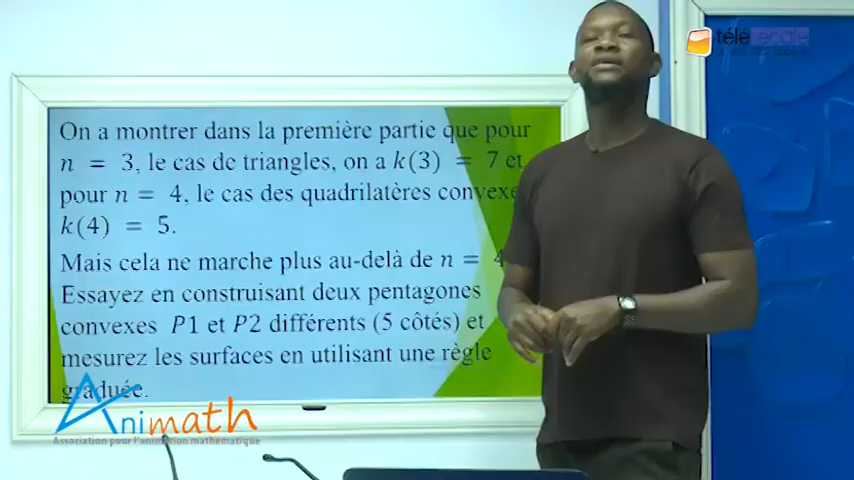 On a montrer dans la première partie que pour
n = 3, le cas de triangles, on a k(3) = 7 et
pour n = 4, le cas des quadrilatères convexe
k(4) = 5.
Mais cela ne marche plus au-delà de n = 4
Essayez en construisant deux pentagones
convexes P1 et P2 différents (5 côtés) et
mesurez les surfaces en utilisant une règle
graduée.
Animath
Association pour l'animation mathématique
télé école